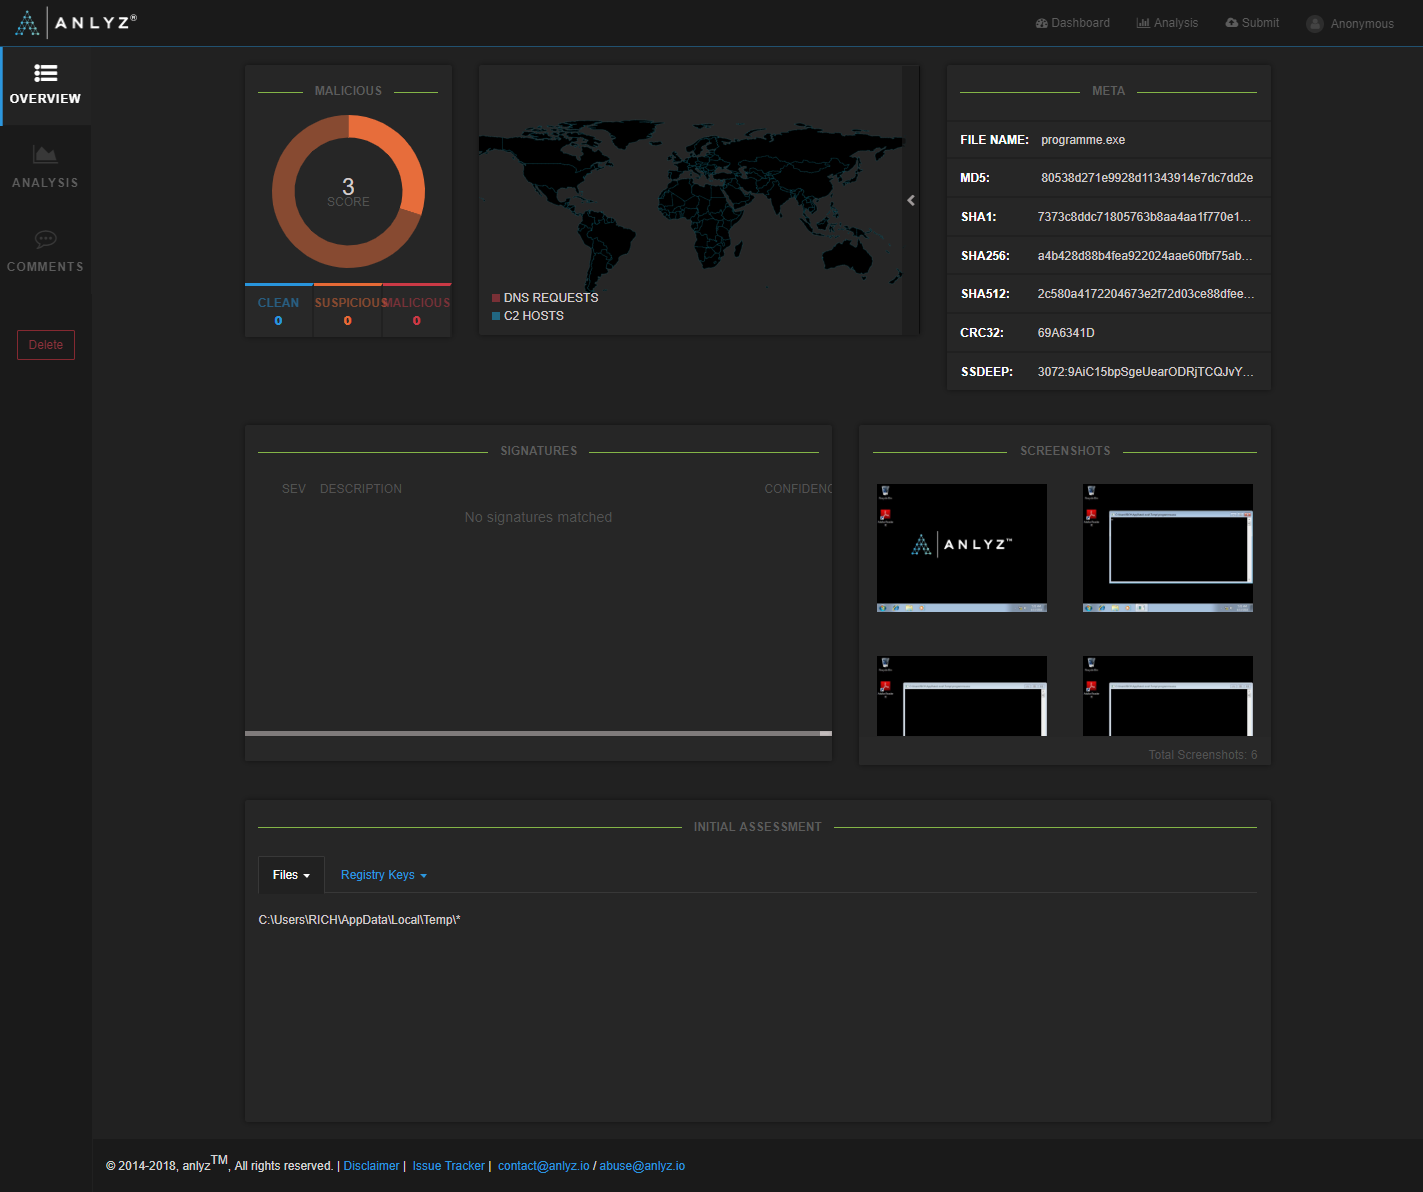 ANLYZ®
Dashboard
Analysis
Submit
Anonymous
OVERVIEW
ANALYSIS
COMMENTS
Delete
MALICIOUS
3
SCORE
CLEAN
0
SUSPICIOUS
0
MALICIOUS
0
DNS REQUESTS
C2 HOSTS
META
FILE NAME: programme.exe
MD5: 80538d271e9928d11343914e7dc7dd2e
SHA1: 7373c8ddc71805763b8aa4aa1f770e1...
SHA256: a4b428d88b4fea922024aae60fbf75ab...
SHA512: 2c580a4172204673e2f72d03ce88dfee...
CRC32: 69A6341D
SSDEEP: 3072:9AiC15bpSgeUearODRjTCQJvY...
SIGNATURES
SEV DESCRIPTION CONFIDENC
No signatures matched
SCREENSHOTS
ANLYZ™
Total Screenshots: 6
INITIAL ASSESSMENT
Files
Registry Keys
C:\Users\RICH\AppData\Local\Temp\*
© 2014-2018, anlyzTM, All rights reserved. | Disclaimer | Issue Tracker | contact@anlyz.io / abuse@anlyz.io